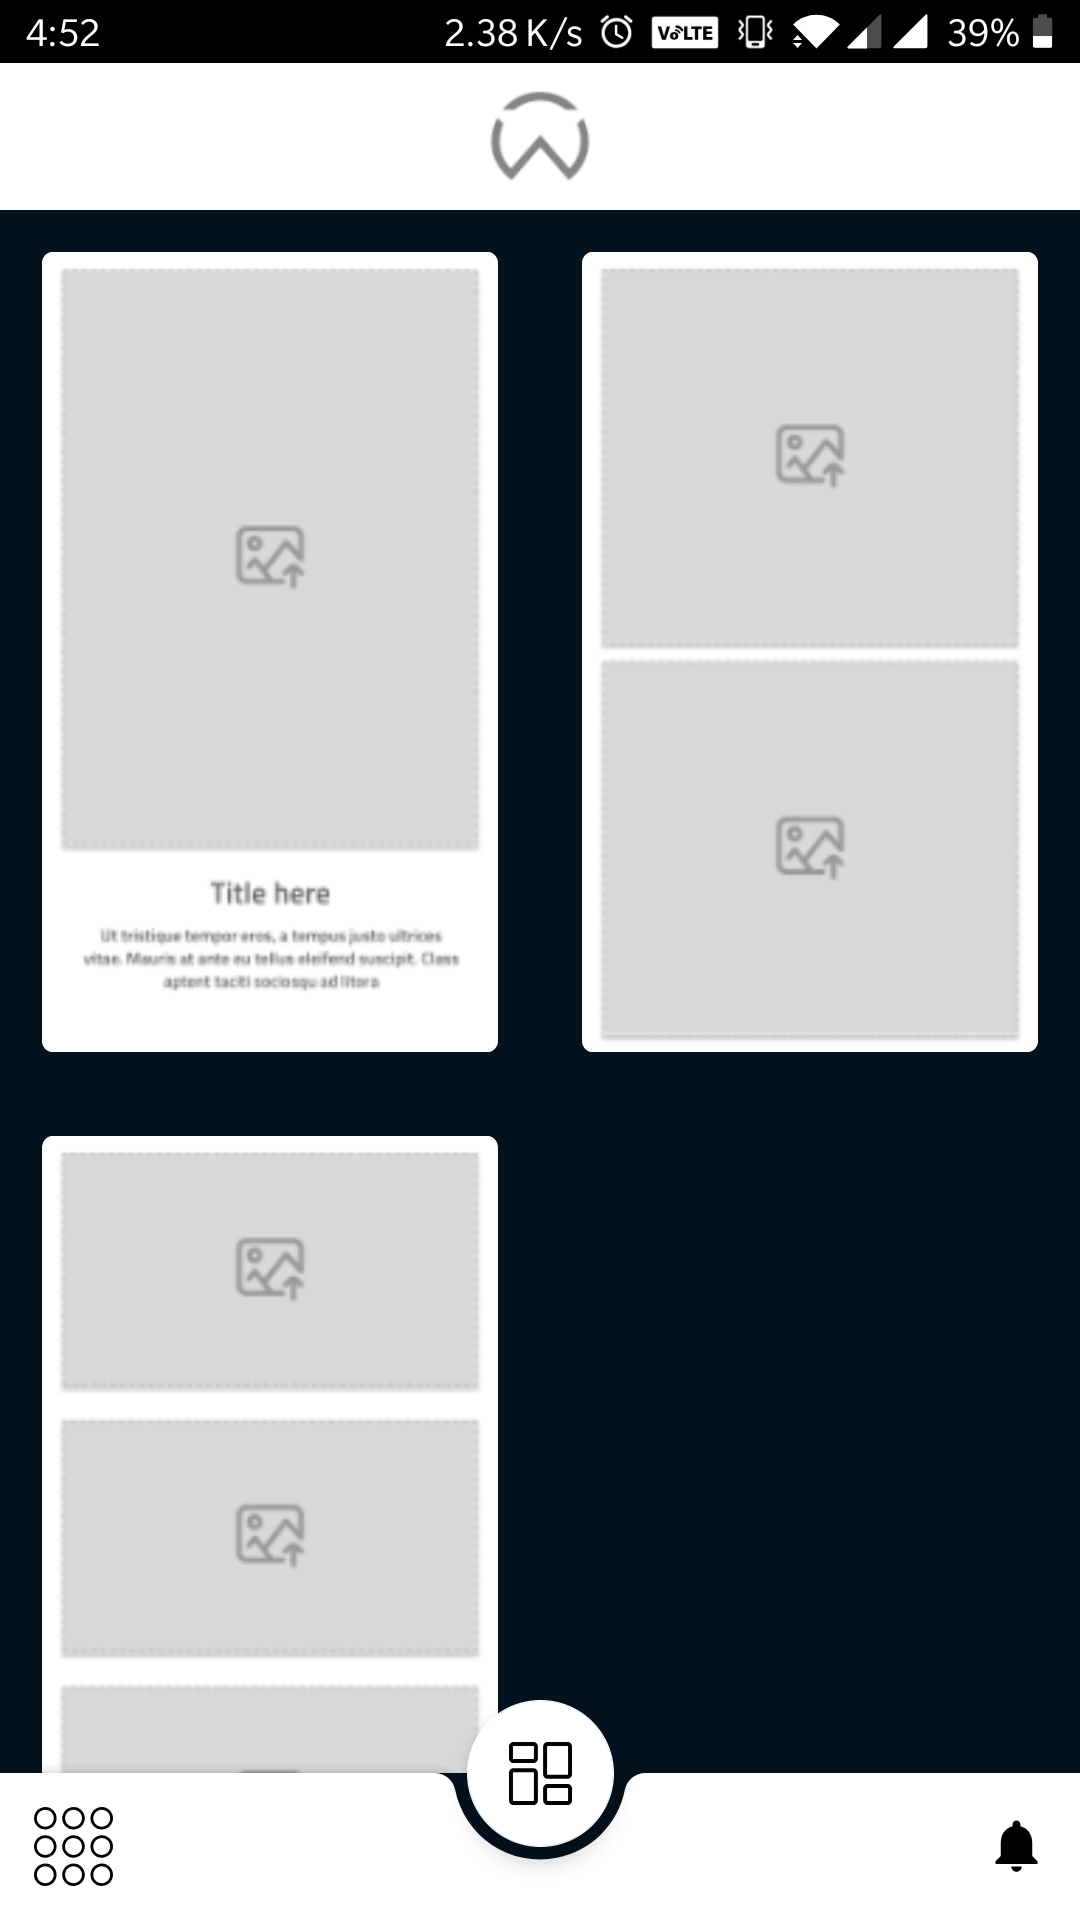 4:52 2.38 K/s VoLTE 39%
Title here
Ut tristique tempor eros, a tempus justo ultrices
vitae. Mauris at ante eu tellus eleifend suscipit. Class
aptent taciti sociosqu ad litora